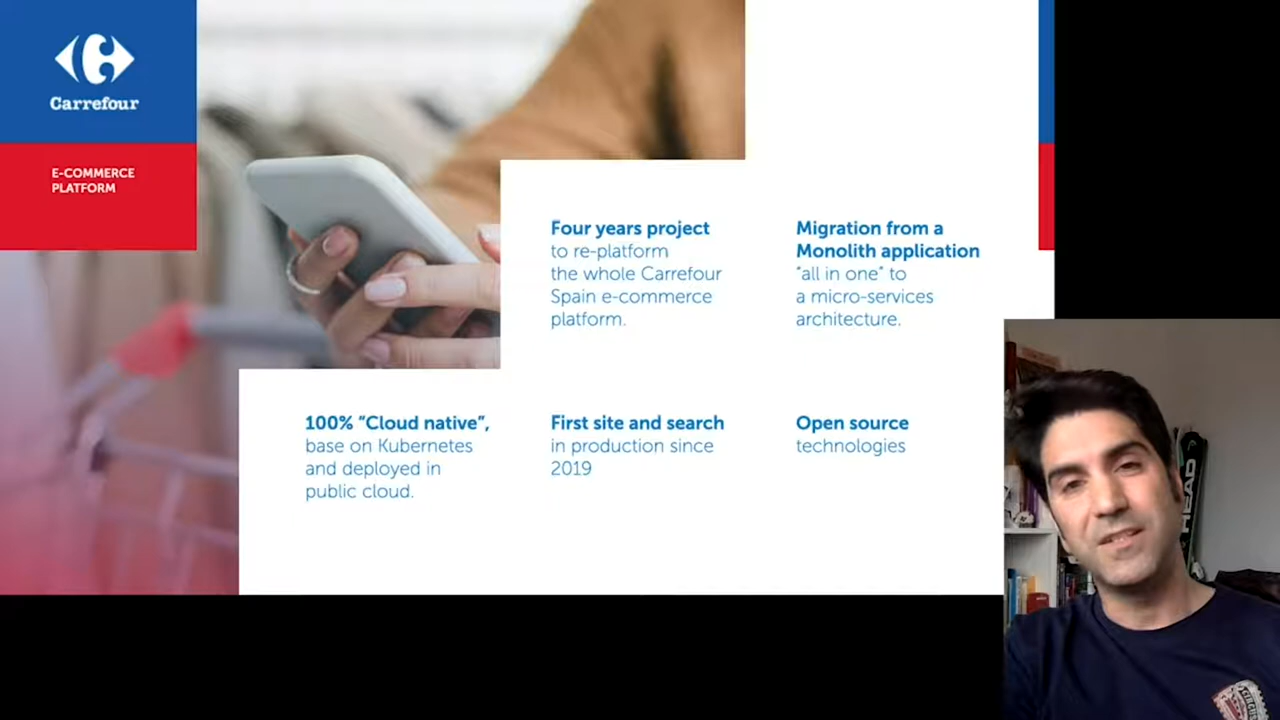 Carrefour
E-COMMERCE
PLATFORM
Four years project
to re-platform
the whole Carrefour
Spain e-commerce
platform.
Migration from a
Monolith application
“all in one” to
a micro-services
architecture.
100% “Cloud native”,
base on Kubernetes
and deployed in
public cloud.
First site and search
in production since
2019
Open source
technologies
HEAD